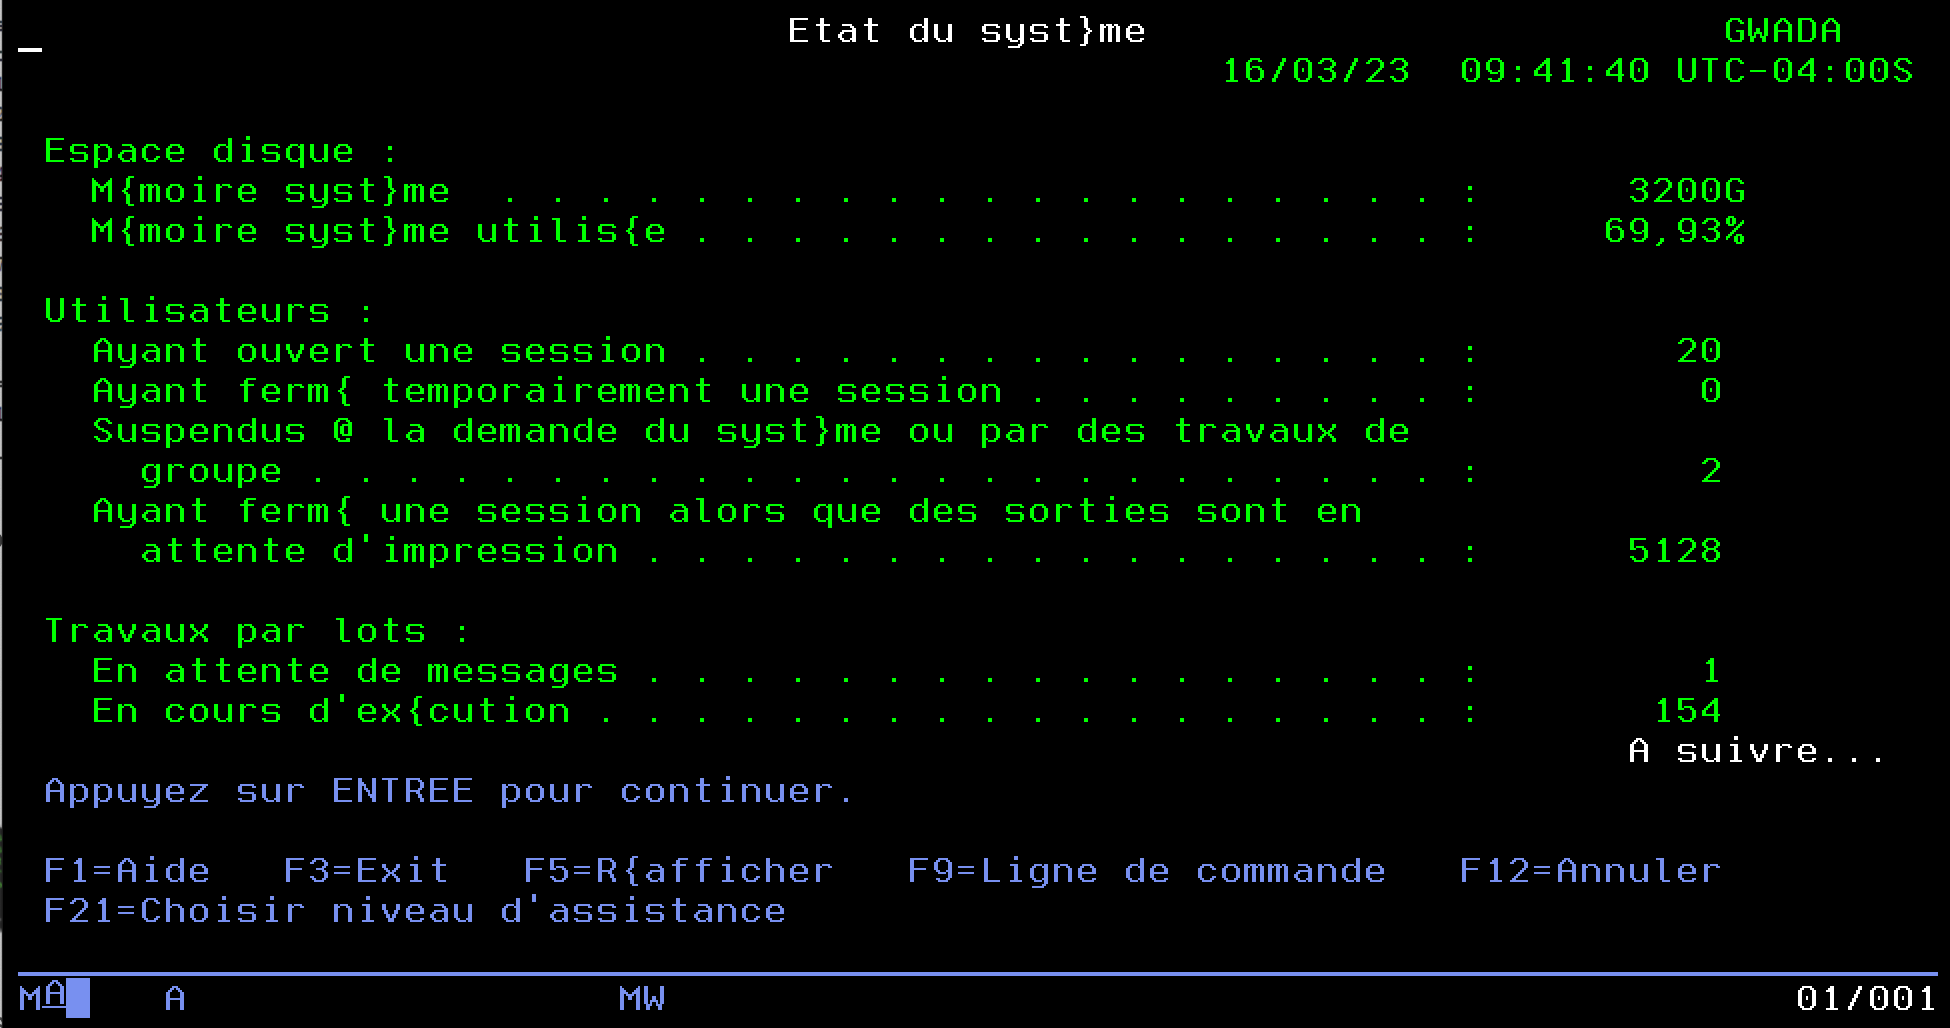 Etat du syst}me GWADA
16/03/23 09:41:40 UTC-04:00S
Espace disque :
M{moire syst}me . . . . . . . . . . . . . . . . . . . . : 3200G
M{moire syst}me utilis{e . . . . . . . . . . . . . . . . : 69,93%
Utilisateurs :
Ayant ouvert une session . . . . . . . . . . . . . . . . : 20
Ayant ferm{ temporairement une session . . . . . . . . . : 0
Suspendus @ la demande du syst}me ou par des travaux de
groupe . . . . . . . . . . . . . . . . . . . . . . . . : 2
Ayant ferm{ une session alors que des sorties sont en
attente d'impression . . . . . . . . . . . . . . . . . : 5128
Travaux par lots :
En attente de messages . . . . . . . . . . . . . . . . . : 1
En cours d'ex{cution . . . . . . . . . . . . . . . . . . : 154
A suivre...
Appuyez sur ENTREE pour continuer.
F1=Aide F3=Exit F5=R{afficher F9=Ligne de commande F12=Annuler
F21=Choisir niveau d'assistance
MA A MW 01/001